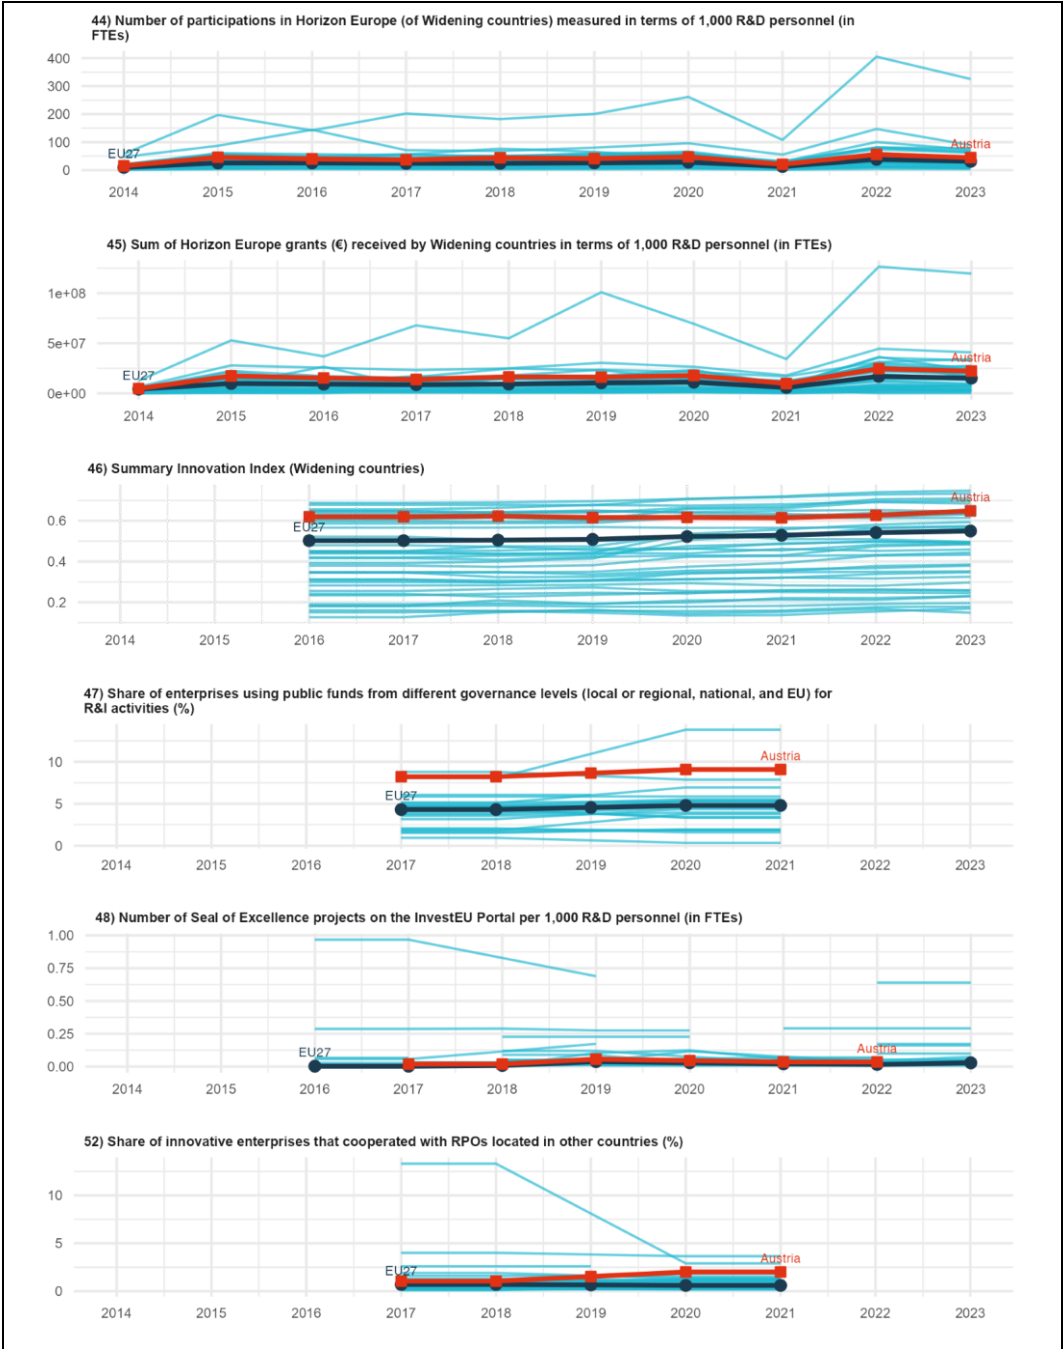 44) Number of participations in Horizon Europe (of Widening countries) measured in terms of 1,000 R&D personnel (in
FTEs)
400
300
200
100
0
EU27
Austria
2014 2015 2016 2017 2018 2019 2020 2021 2022 2023
45) Sum of Horizon Europe grants (€) received by Widening countries in terms of 1,000 R&D personnel (in FTEs)
1e+08
5e+07
0e+00
EU27
Austria
2014 2015 2016 2017 2018 2019 2020 2021 2022 2023
46) Summary Innovation Index (Widening countries)
0.6
0.4
0.2
EU27
Austria
2014 2015 2016 2017 2018 2019 2020 2021 2022 2023
47) Share of enterprises using public funds from different governance levels (local or regional, national, and EU) for
R&I activities (%)
10
5
0
EU27
Austria
2014 2015 2016 2017 2018 2019 2020 2021 2022 2023
48) Number of Seal of Excellence projects on the InvestEU Portal per 1,000 R&D personnel (in FTEs)
1.00
0.75
0.50
0.25
0.00
EU27
Austria
2014 2015 2016 2017 2018 2019 2020 2021 2022 2023
52) Share of innovative enterprises that cooperated with RPOs located in other countries (%)
10
5
0
EU27
Austria
2014 2015 2016 2017 2018 2019 2020 2021 2022 2023